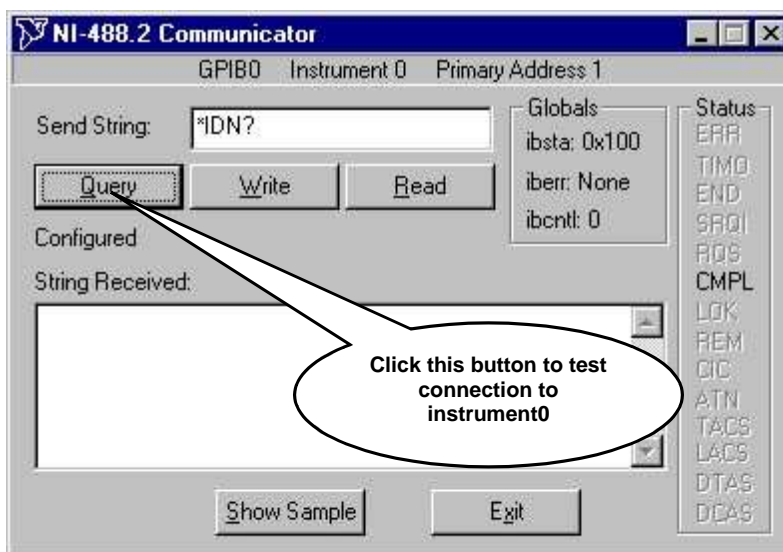 NI-488.2 Communicator
GPIB0 Instrument 0 Primary Address 1
Send String:
*IDN?
Query
Write
Read
Configured
String Received:
Click this button to test
connection to
instrument0
Show Sample
Exit
Globals
ibsta: 0x100
iberr: None
ibcntl: 0
Status
ERR
TIMO
END
SRQI
RQS
CMPL
LOK
REM
CIC
ATN
TACS
LACS
DTAS
DCAS